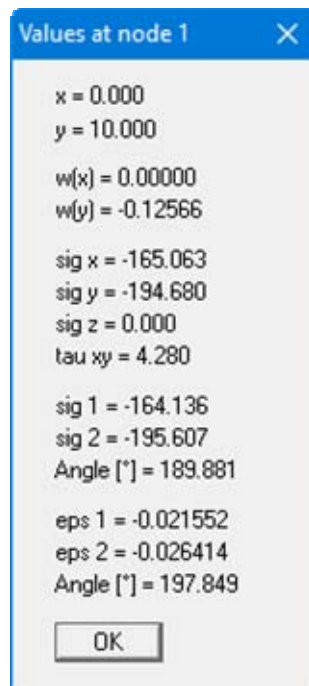 Values at node 1
x = 0.000
y = 10.000
w(x) = 0.00000
w(y) = -0.12566
sig x = -165.063
sig y = -194.680
sig z = 0.000
tau xy = 4.280
sig 1 = -164.136
sig 2 = -195.607
Angle [°] = 189.881
eps 1 = -0.021552
eps 2 = -0.026414
Angle [°] = 197.849
OK